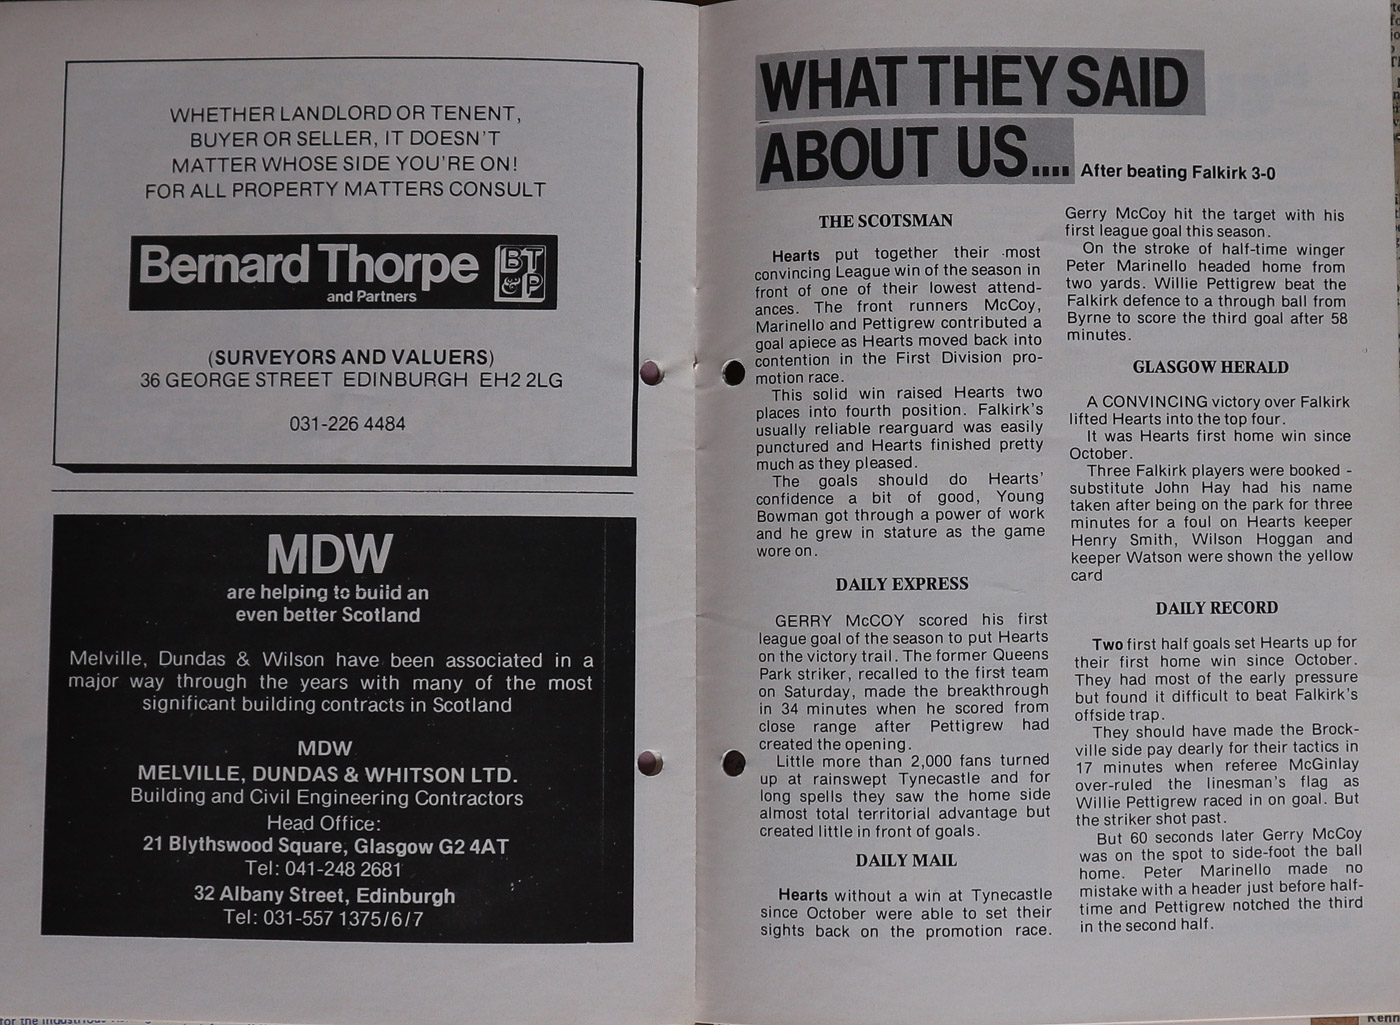 WHETHER LANDLORD OR TENENT,
BUYER OR SELLER, IT DOESN'T
MATTER WHOSE SIDE YOU'RE ON!
FOR ALL PROPERTY MATTERS CONSULT
Bernard Thorpe
and Partners
BT
&P
(SURVEYORS AND VALUERS)
36 GEORGE STREET EDINBURGH EH2 2LG
031-226 4484
MDW
are helping to build an
even better Scotland
Melville, Dundas & Wilson have been associated in a
major way through the years with many of the most
significant building contracts in Scotland
MDW
MELVILLE, DUNDAS & WHITSON LTD.
Building and Civil Engineering Contractors
Head Office:
21 Blythswood Square, Glasgow G2 4AT
Tel: 041-248 2681
32 Albany Street, Edinburgh
Tel: 031-557 1375/6/7
WHAT THEY SAID
ABOUT US.... After beating Falkirk 3-0
THE SCOTSMAN
Hearts put together their most
convincing League win of the season in
front of one of their lowest attend-
ances. The front runners McCoy,
Marinello and Pettigrew contributed a
goal apiece as Hearts moved back into
contention in the First Division pro-
motion race.
This solid win raised Hearts two
places into fourth position. Falkirk's
usually reliable rearguard was easily
punctured and Hearts finished pretty
much as they pleased.
The goals should do Hearts'
confidence a bit of good, Young
Bowman got through a power of work
and he grew in stature as the game
wore on.
DAILY EXPRESS
GERRY McCOY scored his first
league goal of the season to put Hearts
on the victory trail. The former Queens
Park striker, recalled to the first team
on Saturday, made the breakthrough
in 34 minutes when he scored from
close range after Pettigrew had
created the opening.
Little more than 2,000 fans turned
up at rainswept Tynecastle and for
long spells they saw the home side
almost total territorial advantage but
created little in front of goals.
DAILY MAIL
Hearts without a win at Tynecastle
since October were able to set their
sights back on the promotion race.
Gerry McCoy hit the target with his
first league goal this season.
On the stroke of half-time winger
Peter Marinello headed home from
two yards. Willie Pettigrew beat the
Falkirk defence to a through ball from
Byrne to score the third goal after 58
minutes.
GLASGOW HERALD
A CONVINCING victory over Falkirk
lifted Hearts into the top four.
It was Hearts first home win since
October.
Three Falkirk players were booked -
substitute John Hay had his name
taken after being on the park for three
minutes for a foul on Hearts keeper
Henry Smith, Wilson Hoggan and
keeper Watson were shown the yellow
card
DAILY RECORD
Two first half goals set Hearts up for
their first home win since October.
They had most of the early pressure
but found it difficult to beat Falkirk's
offside trap.
They should have made the Brock-
ville side pay dearly for their tactics in
17 minutes when referee McGinlay
over-ruled the linesman's flag as
Willie Pettigrew raced in on goal. But
the striker shot past.
But 60 seconds later Gerry McCoy
was on the spot to side-foot the ball
home. Peter Marinello made no
mistake with a header just before half-
time and Pettigrew notched the third
in the second half.